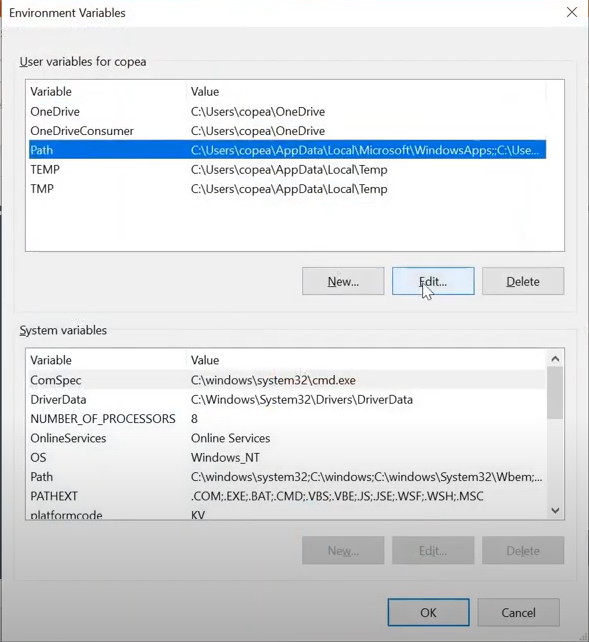 Environment Variables
User variables for copea
Variable Value
OneDrive C:\Users\copea\OneDrive
OneDriveConsumer C:\Users\copea\OneDrive
Path C:\Users\copea\AppData\Local\Microsoft\WindowsApps;;C:\Use...
TEMP C:\Users\copea\AppData\Local\Temp
TMP C:\Users\copea\AppData\Local\Temp
New... Edit... Delete
System variables
Variable Value
ComSpec C:\windows\system32\cmd.exe
DriverData C:\Windows\System32\Drivers\DriverData
NUMBER_OF_PROCESSORS 8
OnlineServices Online Services
OS Windows_NT
Path C:\windows\system32;C:\windows;C:\windows\System32\Wbem;...
PATHEXT .COM;.EXE;.BAT;.CMD;.VBS;.VBE;.JS;.JSE;.WSF;.WSH;.MSC
platformcode KV
New... Edit... Delete
OK Cancel